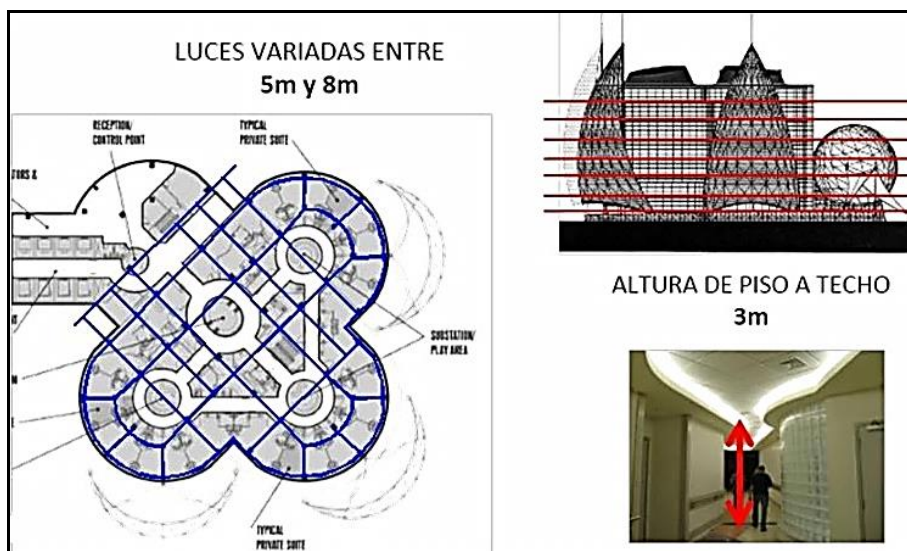 LUCES VARIADAS ENTRE
5m y 8m
RECEPTION/
CONTROL POINT
TYPICAL
PRIVATE SUITE
SUBSTATION/
PLAY AREA
TYPICAL
PRIVATE SUITE
ALTURA DE PISO A TECHO
3m